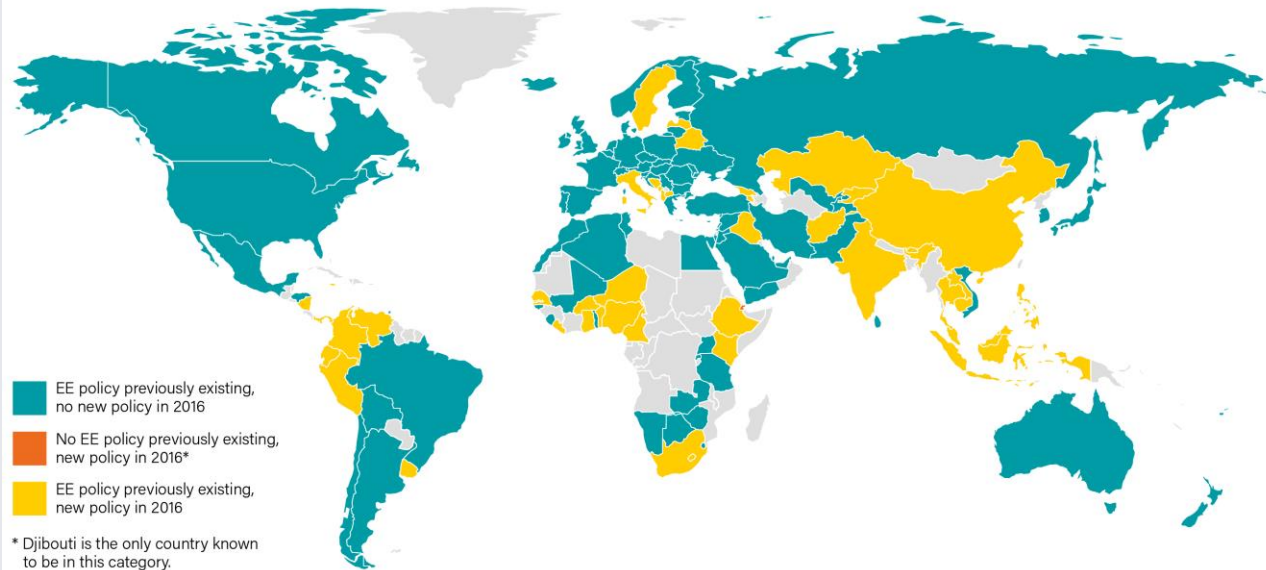 EE policy previously existing,
no new policy in 2016
No EE policy previously existing,
new policy in 2016*
EE policy previously existing,
new policy in 2016
* Djibouti is the only country known
to be in this category.